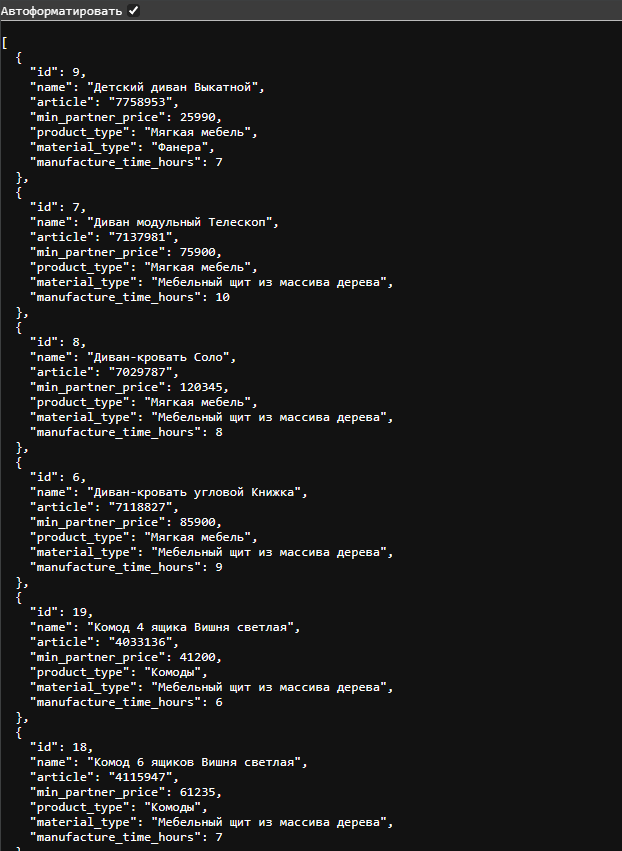 Автоформатировать
[
  {
    "id": 9,
    "name": "Детский диван Выкатной",
    "article": "7758953",
    "min_partner_price": 25990,
    "product_type": "Мягкая мебель",
    "material_type": "Фанера",
    "manufacture_time_hours": 7
  },
  {
    "id": 7,
    "name": "Диван модульный Телескоп",
    "article": "7137981",
    "min_partner_price": 75900,
    "product_type": "Мягкая мебель",
    "material_type": "Мебельный щит из массива дерева",
    "manufacture_time_hours": 10
  },
  {
    "id": 8,
    "name": "Диван-кровать Соло",
    "article": "7029787",
    "min_partner_price": 120345,
    "product_type": "Мягкая мебель",
    "material_type": "Мебельный щит из массива дерева",
    "manufacture_time_hours": 8
  },
  {
    "id": 6,
    "name": "Диван-кровать угловой Книжка",
    "article": "7118827",
    "min_partner_price": 85900,
    "product_type": "Мягкая мебель",
    "material_type": "Мебельный щит из массива дерева",
    "manufacture_time_hours": 9
  },
  {
    "id": 19,
    "name": "Комод 4 ящика Вишня светлая",
    "article": "4033136",
    "min_partner_price": 41200,
    "product_type": "Комоды",
    "material_type": "Мебельный щит из массива дерева",
    "manufacture_time_hours": 6
  },
  {
    "id": 18,
    "name": "Комод 6 ящиков Вишня светлая",
    "article": "4115947",
    "min_partner_price": 61235,
    "product_type": "Комоды",
    "material_type": "Мебельный щит из массива дерева",
    "manufacture_time_hours": 7